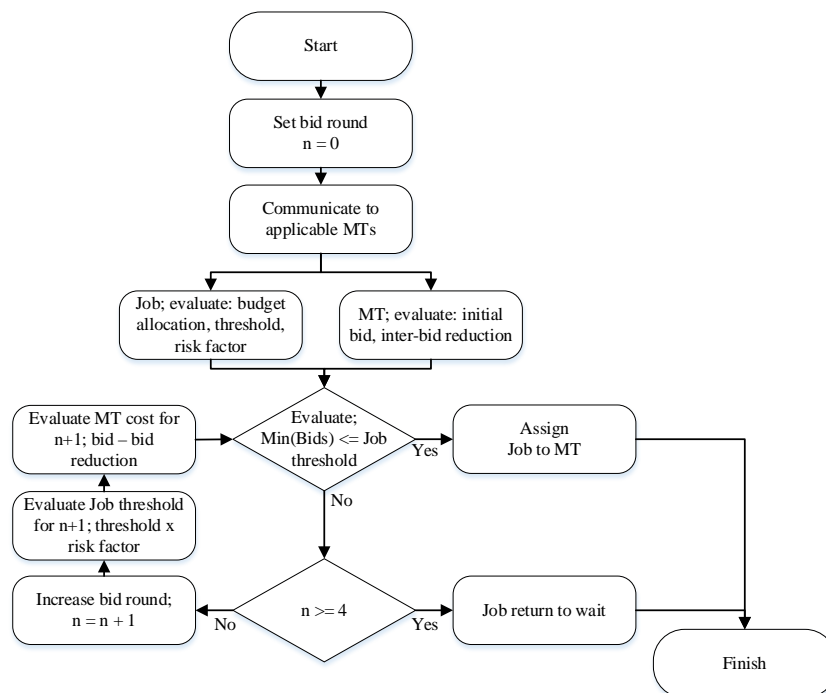 Start
Set bid round
n = 0
Communicate to
applicable MTs
Job; evaluate: budget
allocation, threshold,
risk factor
MT; evaluate: initial
bid, inter-bid reduction
Evaluate MT cost for
n+1; bid – bid
reduction
Evaluate;
Min(Bids) <= Job
threshold
Yes
Assign
Job to MT
No
Evaluate Job threshold
for n+1; threshold x
risk factor
Increase bid round;
n = n + 1
No
n >= 4
Yes
Job return to wait
Finish